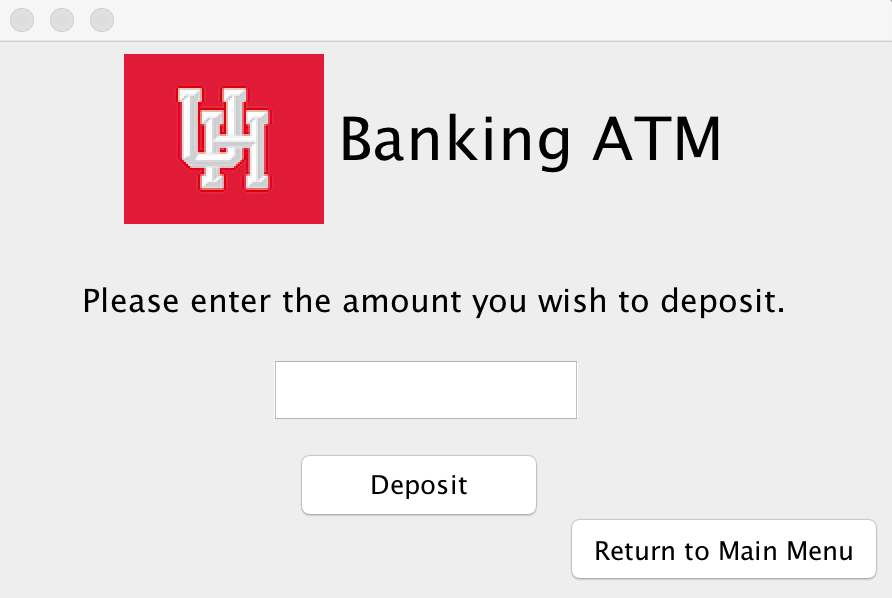 UH
Banking ATM
Please enter the amount you wish to deposit.
Deposit
Return to Main Menu